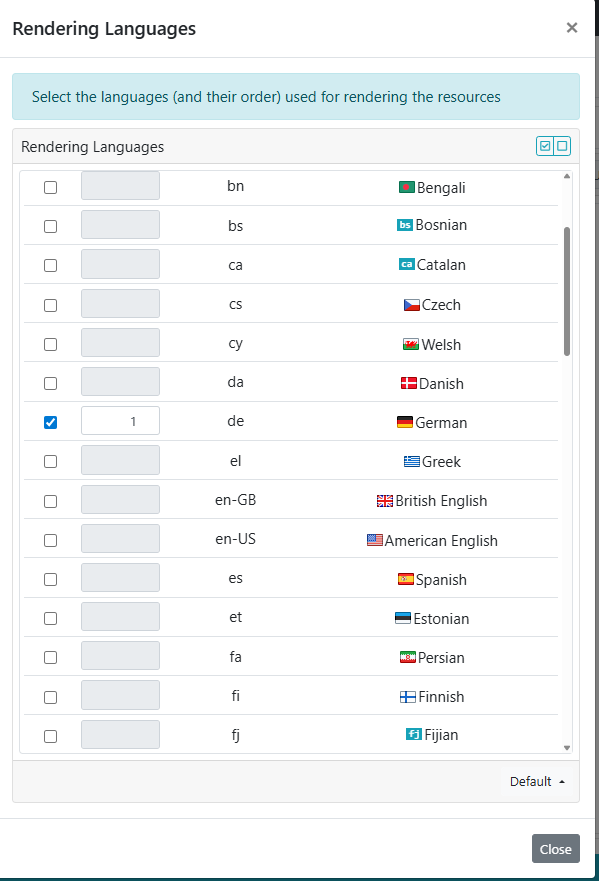 Rendering Languages
×
Select the languages (and their order) used for rendering the resources
Rendering Languages
bn Bengali
bs bs Bosnian
ca ca Catalan
cs Czech
cy Welsh
da Danish
1 de German
el Greek
en-GB British English
en-US American English
es Spanish
et Estonian
fa Persian
fi Finnish
fj fj Fijian
Default
Close